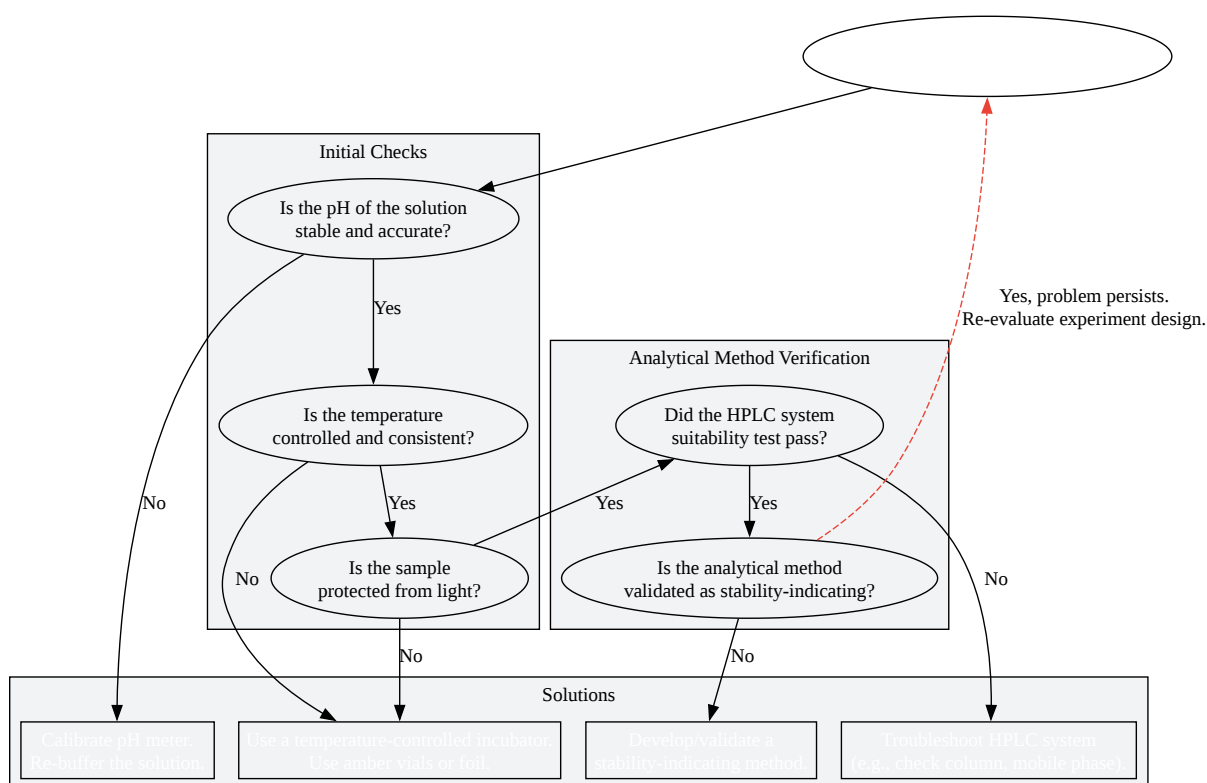 Initial Checks
Is the pH of the solution
stable and accurate?
Yes
Is the temperature
controlled and consistent?
Yes
Is the sample
protected from light?
Yes
No
No
No
Analytical Method Verification
Did the HPLC system
suitability test pass?
Yes
Is the analytical method
validated as stability-indicating?
No
No
Yes, problem persists.
Re-evaluate experiment design.
Solutions
Calibrate pH meter.
Re-buffer the solution.
Use a temperature-controlled incubator.
Use amber vials or foil.
Develop/validate a
stability-indicating method.
Troubleshoot HPLC system
(e.g., check column, mobile phase).